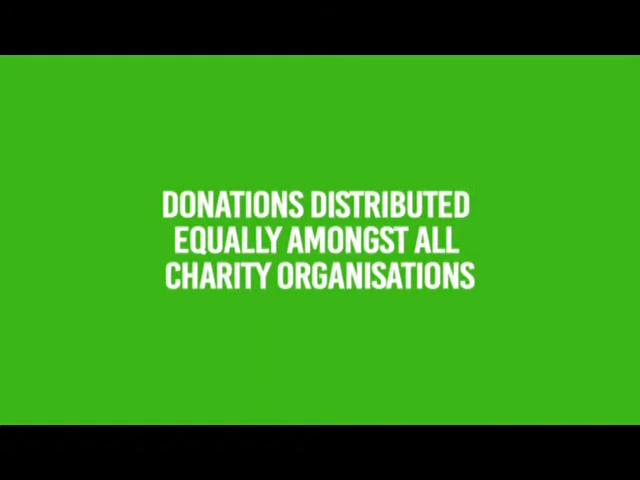 DONATIONS DISTRIBUTED
EQUALLY AMONGST ALL
CHARITY ORGANISATIONS